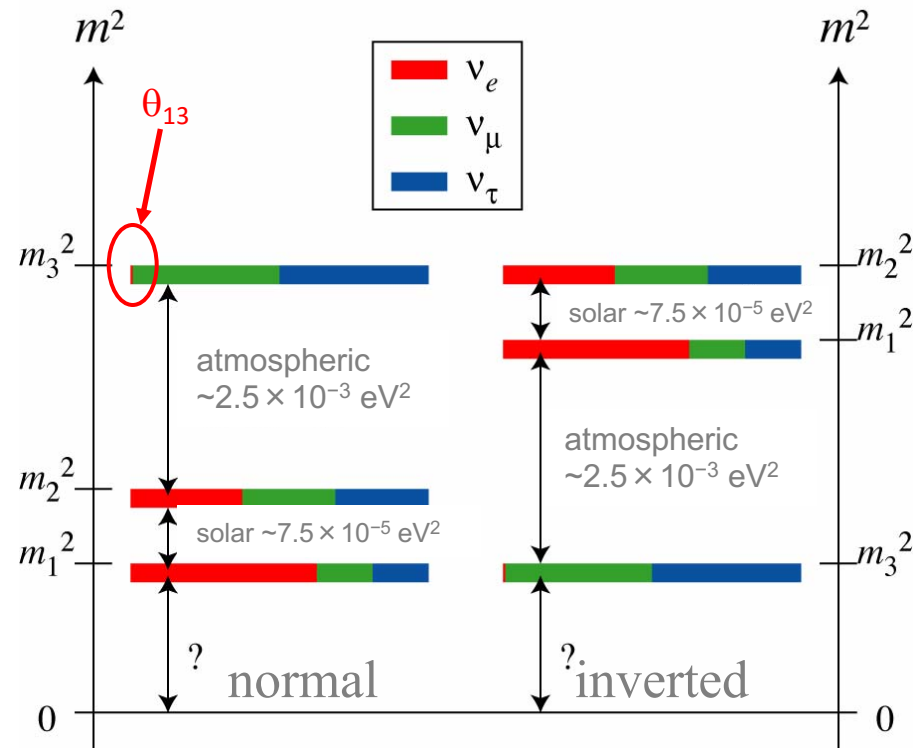 m² m²
νe
θ13
νμ
ντ
m3² m2²
solar ~7.5 × 10⁻⁵ eV²
m1²
atmospheric
~2.5 × 10⁻³ eV²
atmospheric
~2.5 × 10⁻³ eV²
m2²
solar ~7.5 × 10⁻⁵ eV²
m1² m3²
? ?
normal inverted
0 0